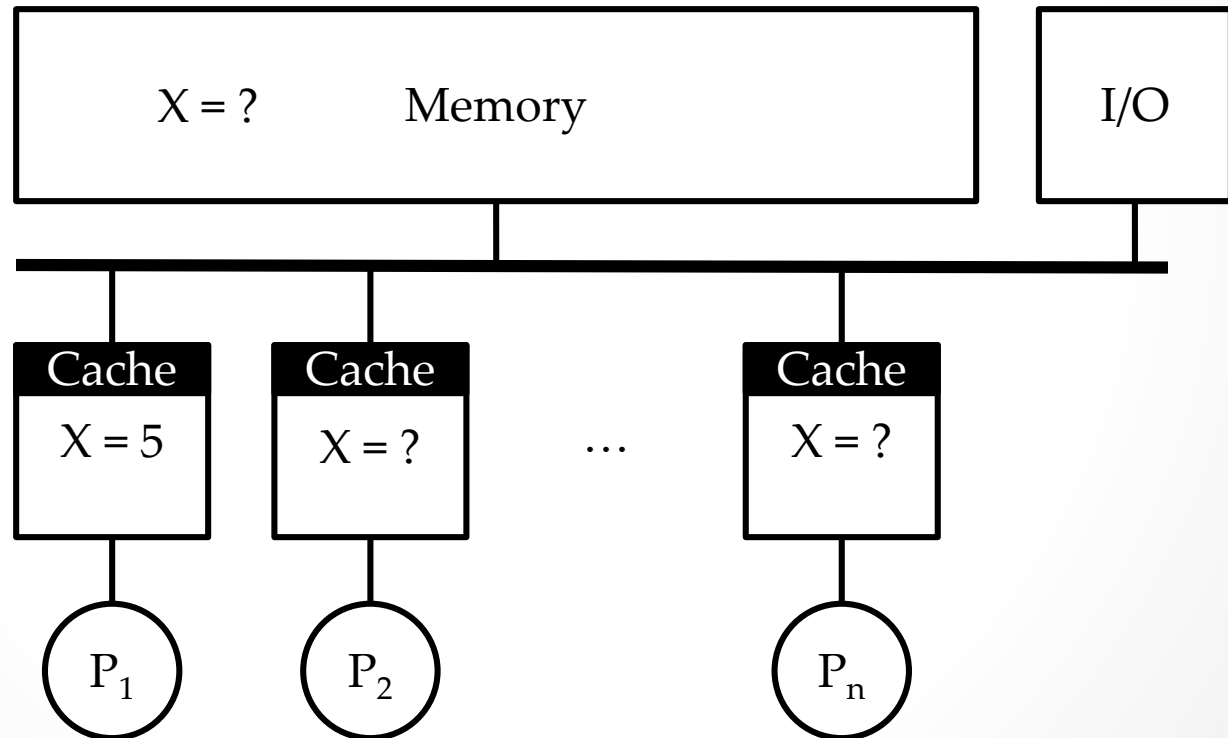 X = ? Memory
I/O
Cache
X = 5
Cache
X = ?
...
Cache
X = ?
P1
P2
Pn